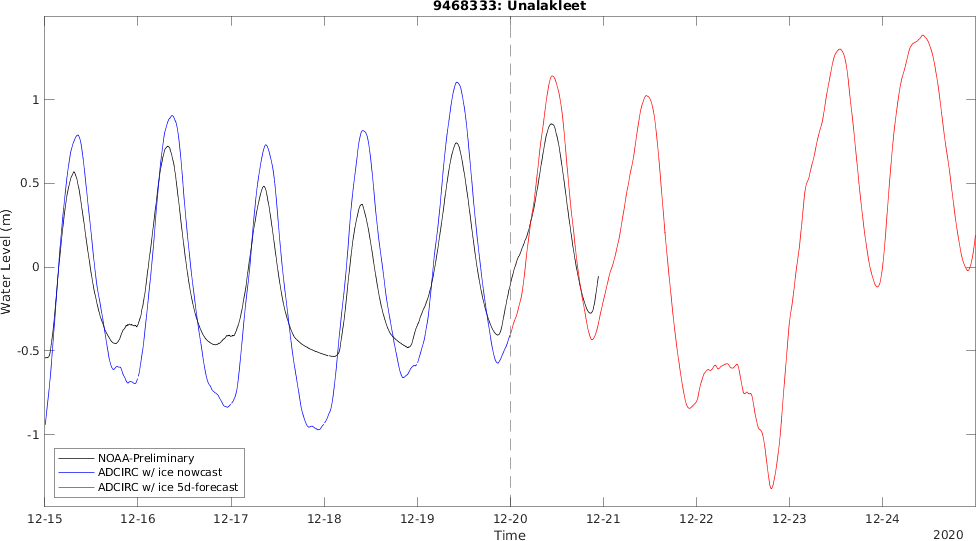 9468333: Unalakleet
Water Level (m)
1
0.5
0
-0.5
-1
NOAA-Preliminary
ADCIRC w/ ice nowcast
ADCIRC w/ ice 5d-forecast
12-15 12-16 12-17 12-18 12-19 12-20 12-21 12-22 12-23 12-24
Time
2020